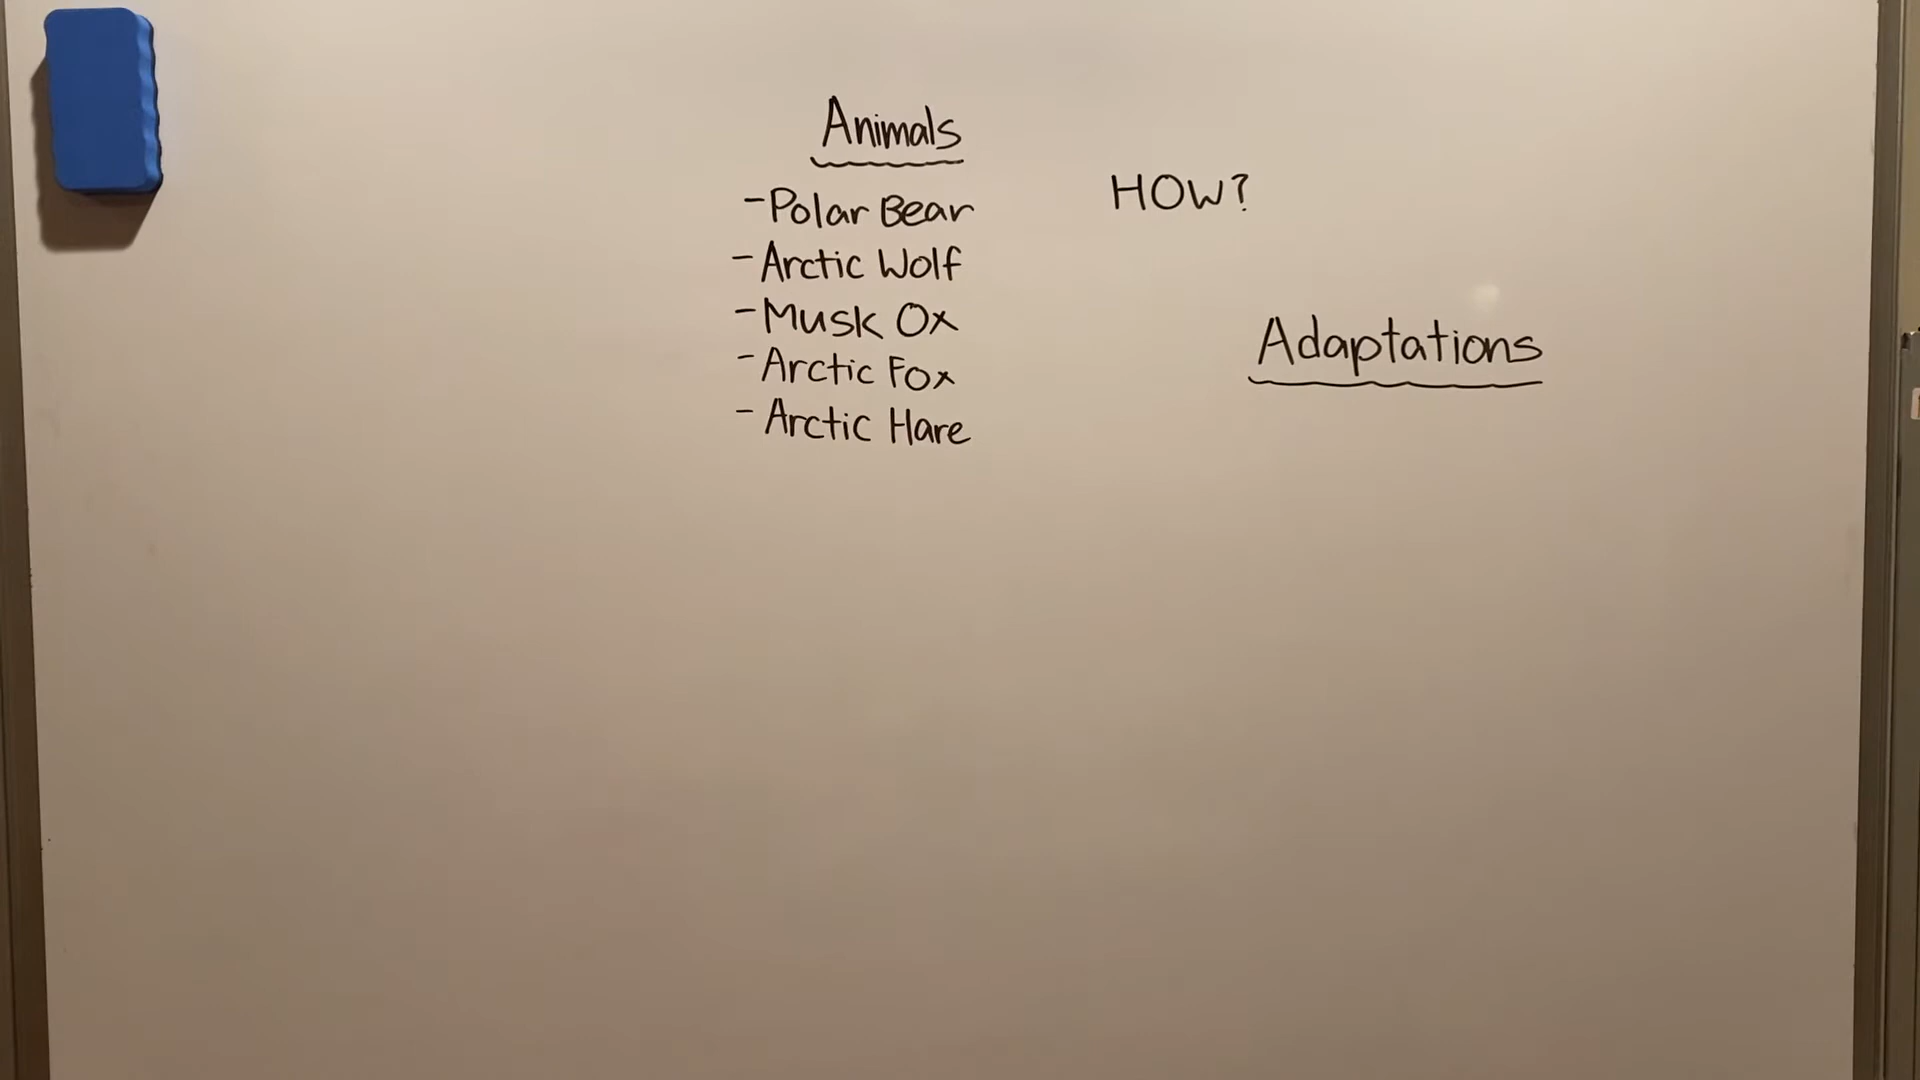 Animals
- Polar Bear
- Arctic Wolf
- Musk Ox
- Arctic Fox
- Arctic Hare
HOW?
Adaptations